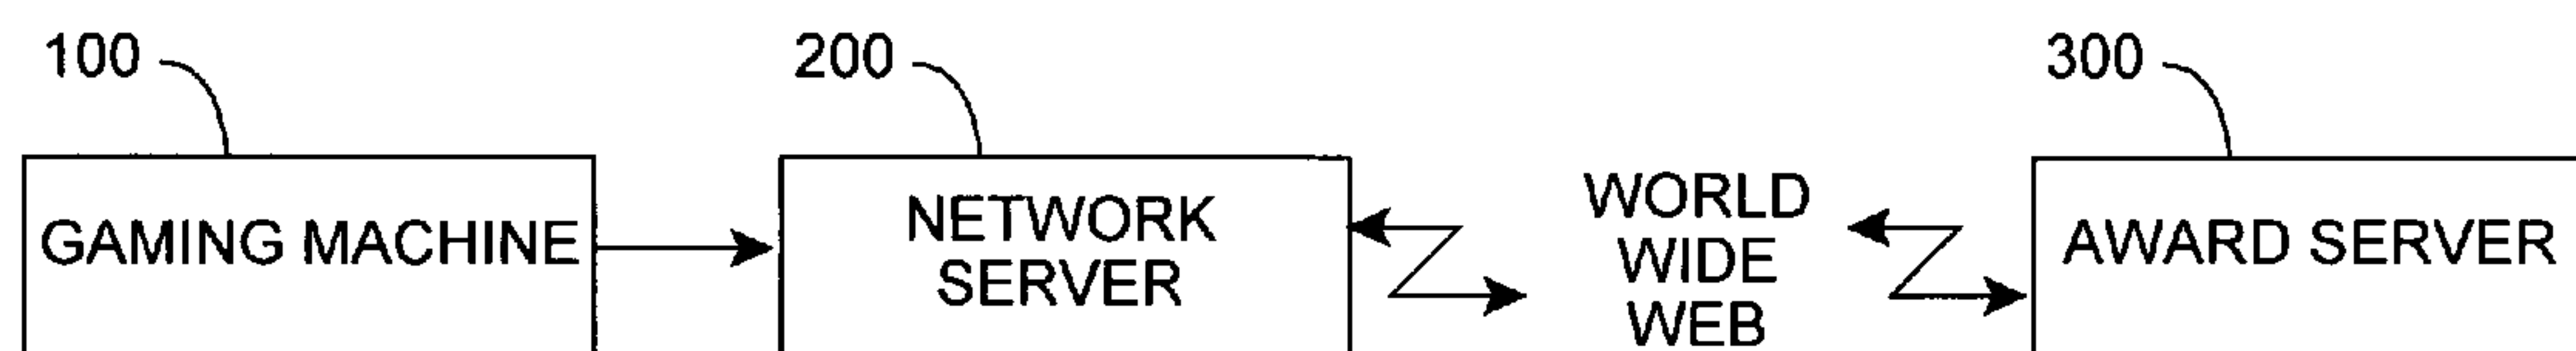 100
200
300
GAMING MACHINE
NETWORK
SERVER
WORLD
WIDE
WEB
AWARD SERVER